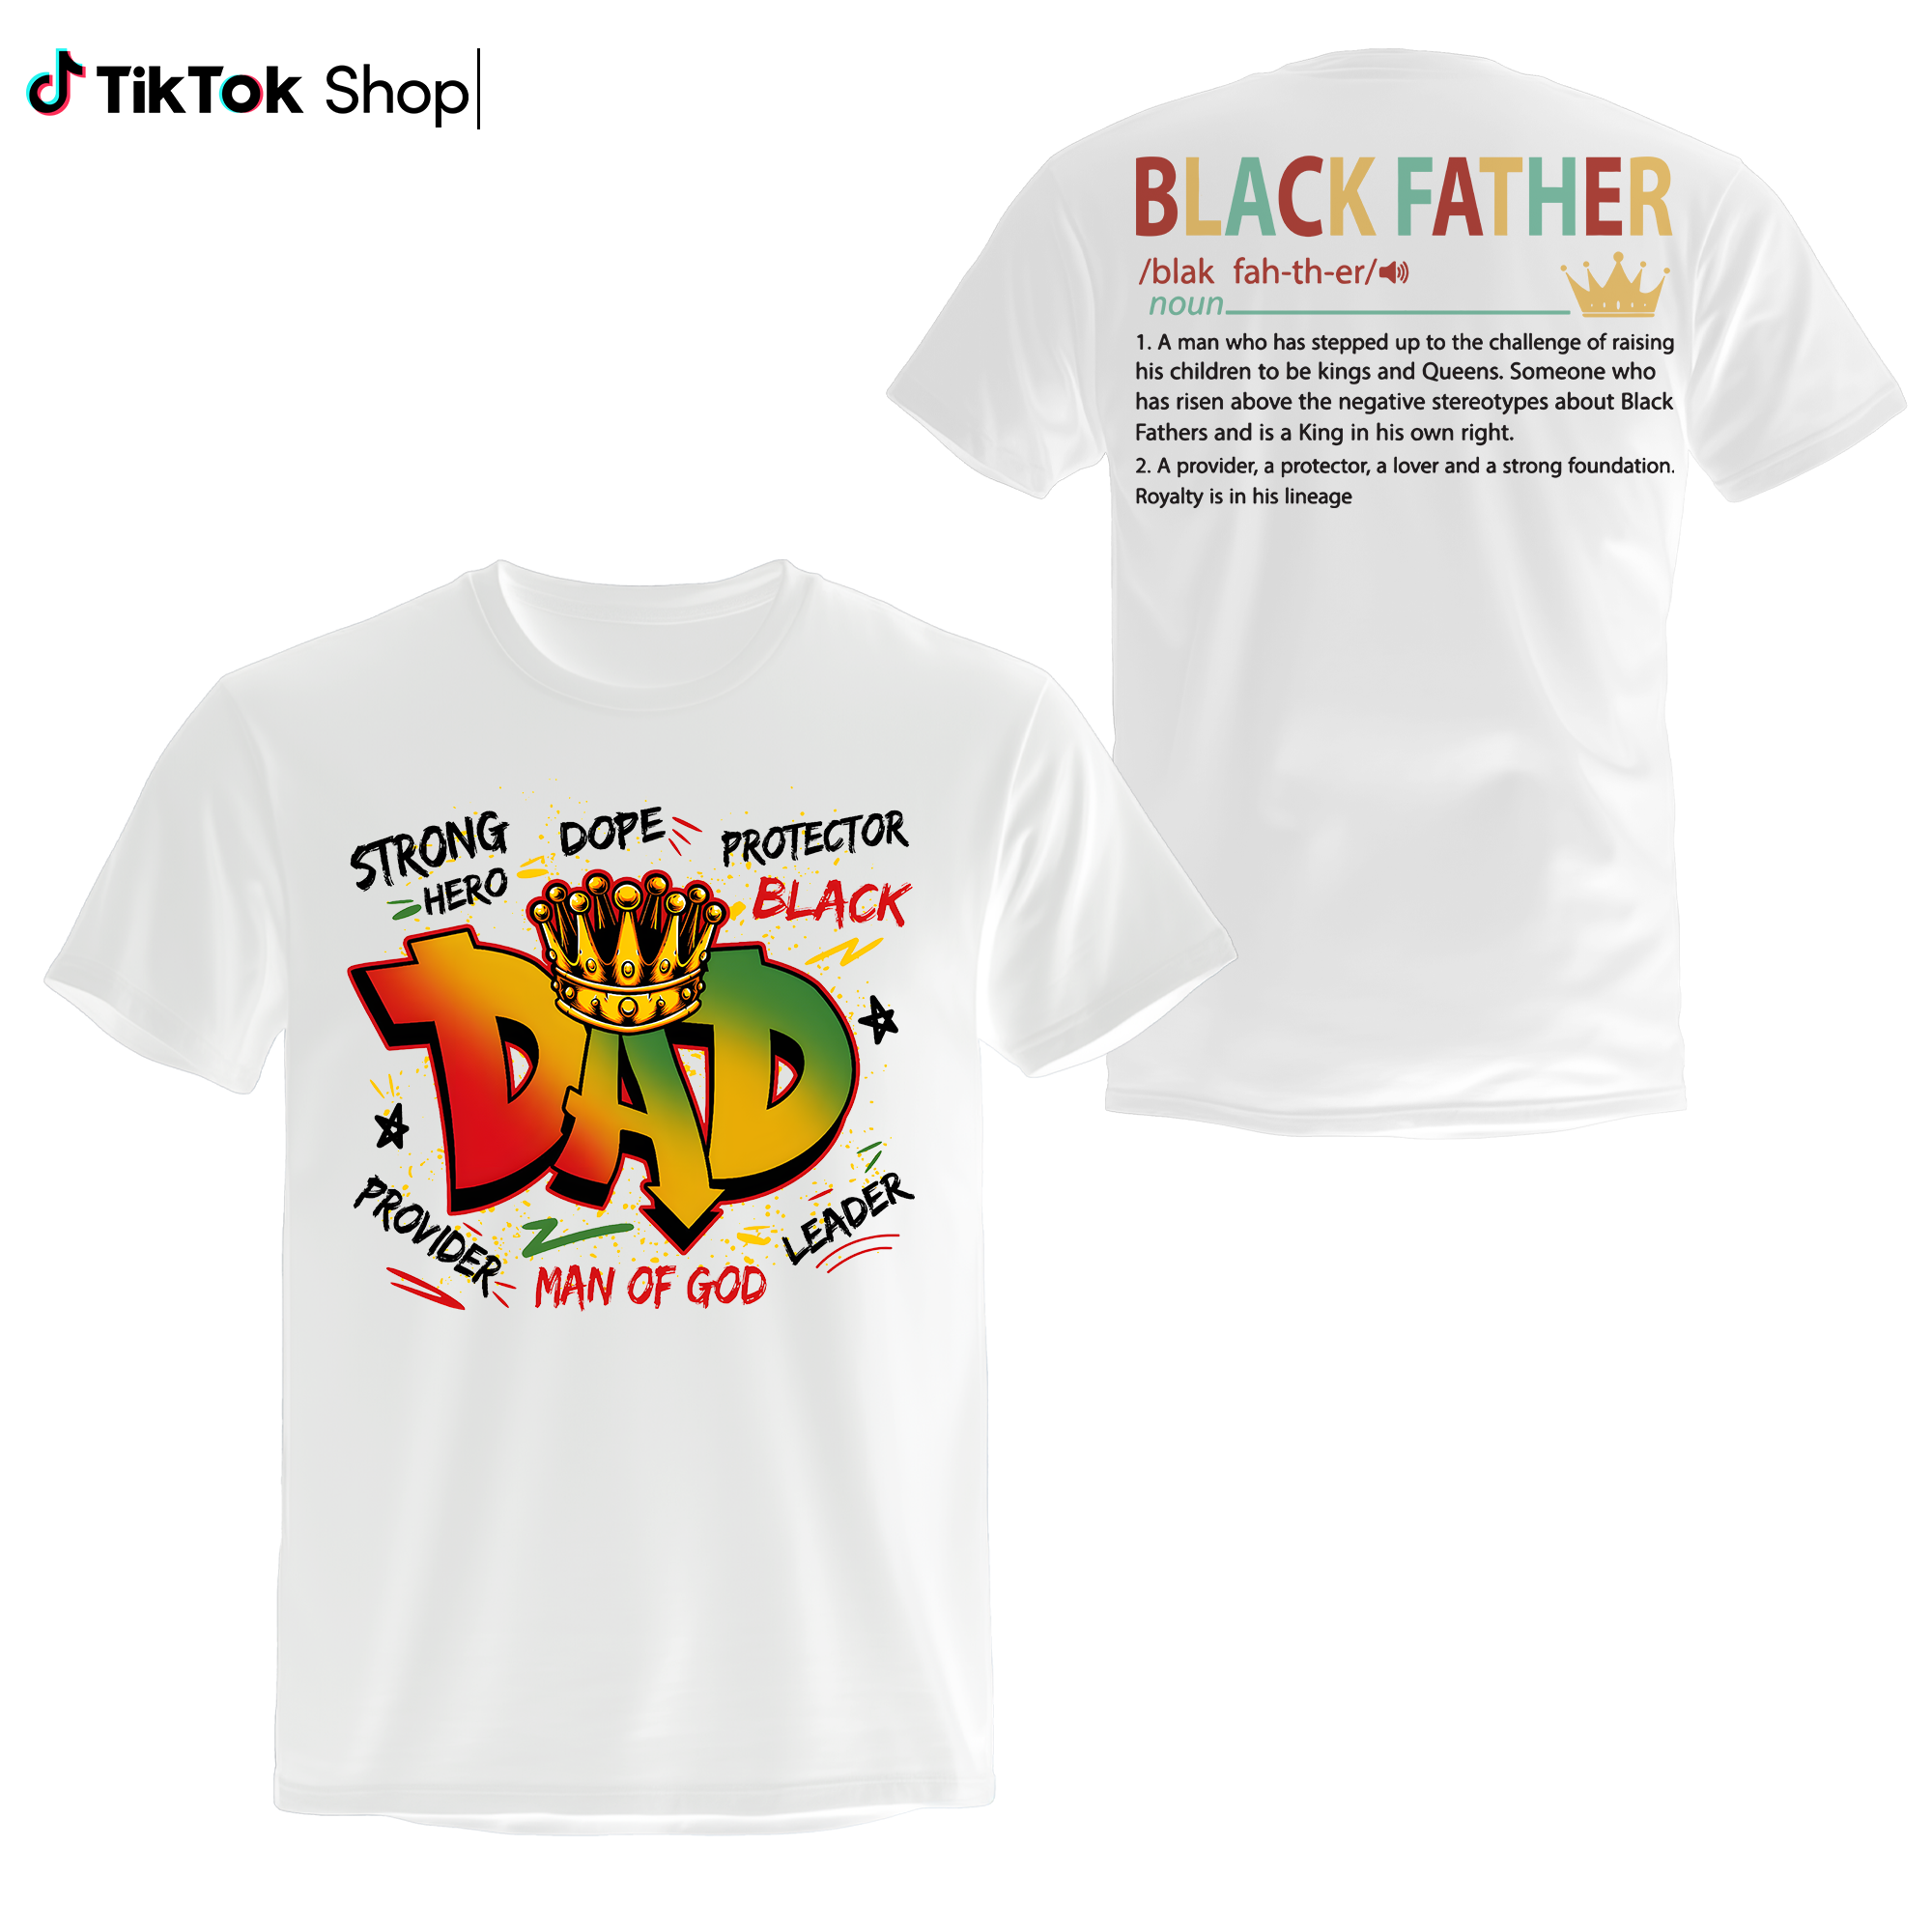 TikTok Shop
BLACK FATHER
/blak fah-th-er/
noun
1. A man who has stepped up to the challenge of raising
his children to be kings and Queens. Someone who
has risen above the negative stereotypes about Black
Fathers and is a King in his own right.
2. A provider, a protector, a lover and a strong foundation.
Royalty is in his lineage
STRONG
HERO
DOPE
PROTECTOR
BLACK
DAD
PROVIDER
MAN OF GOD
LEADER